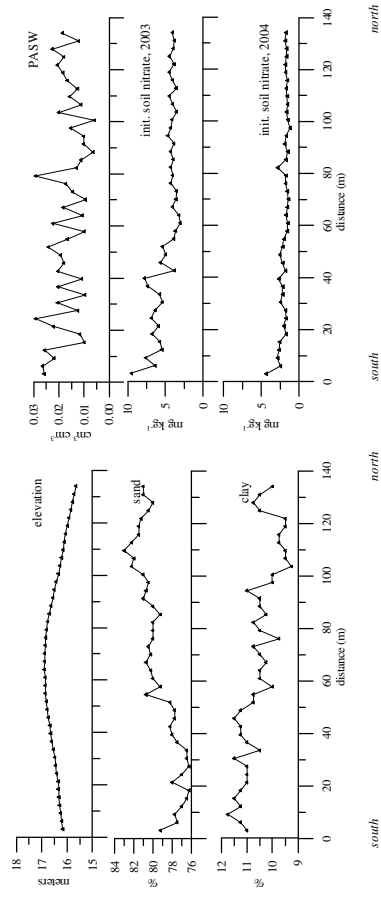 18
17
16
15
meters
elevation
84
82
80
78
76
%
sand
12
11
10
9
%
clay
0 20 40 60 80 100 120 140
distance (m)
south north
0.03
0.02
0.01
0.00
cm³ cm³
PASW
10
5
0
mg kg⁻¹
init. soil nitrate, 2003
10
5
0
mg kg⁻¹
init. soil nitrate, 2004
0 20 40 60 80 100 120 140
distance (m)
south north